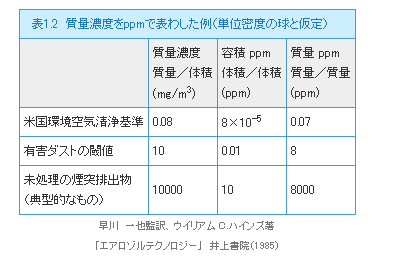 表1.2 質量濃度をppmで表わした例(単位密度の球と仮定)
質量濃度 容積 ppm 質量 ppm
質量/体積 体積/体積 質量/質量
(mg/m³) (ppm) (ppm)
米国環境空気清浄基準 0.08 8×10⁻⁵ 0.07
有害ダストの閾値 10 0.01 8
未処理の煙突排出物 10000 10 8000
(典型的なもの)
早川 一也監訳、ウイリアム C.ハインズ著
「エアロゾルテクノロジー」 井上書院(1985)